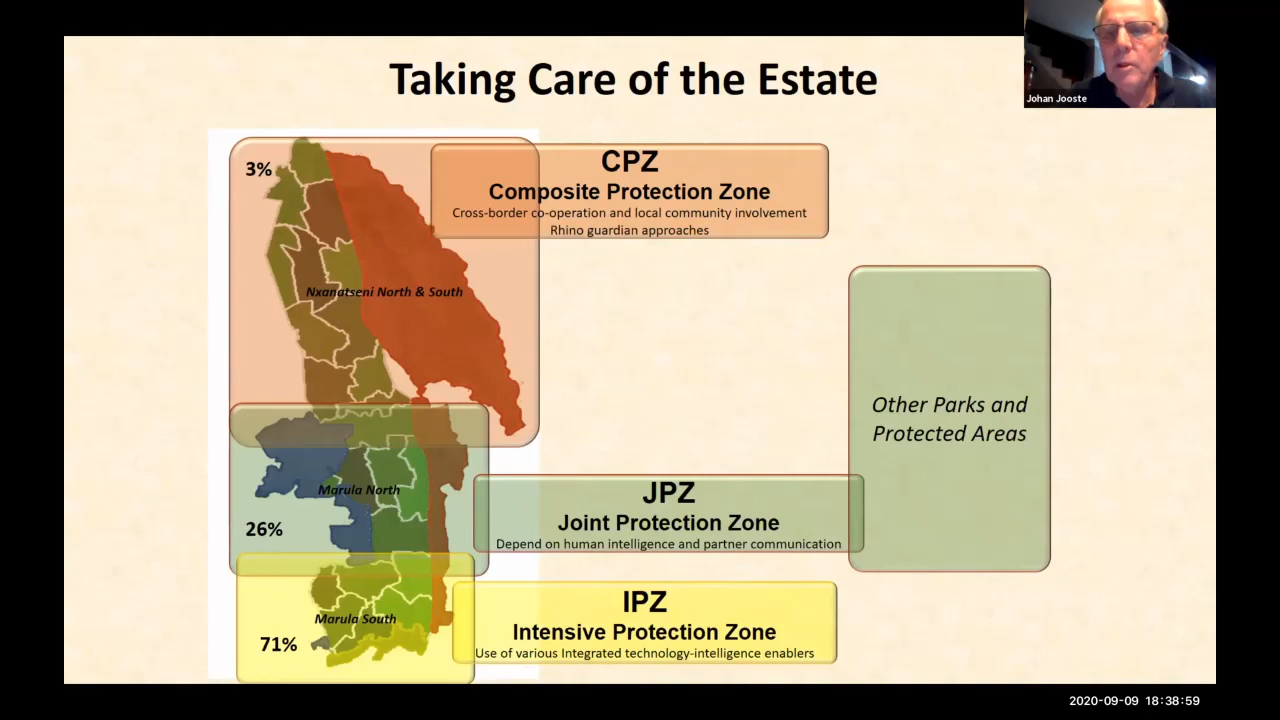 Taking Care of the Estate
Johan Jooste
3%
CPZ
Composite Protection Zone
Cross-border co-operation and local community involvement
Rhino guardian approaches
Nxanatseni North & South
Other Parks and
Protected Areas
Marula North
26%
JPZ
Joint Protection Zone
Depend on human intelligence and partner communication
Marula South
71%
IPZ
Intensive Protection Zone
Use of various Integrated technology-intelligence enablers
2020-09-09 18:38:59